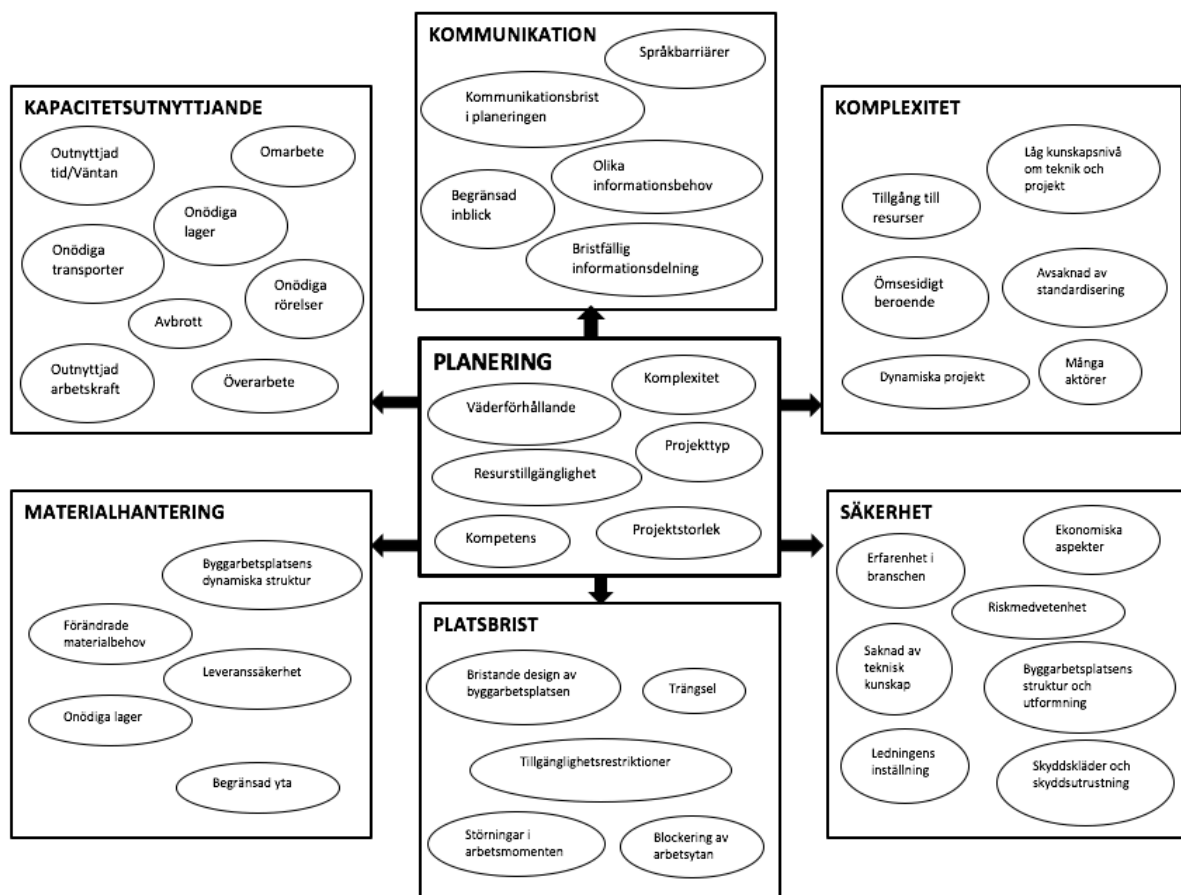 KOMMUNIKATION
Språkbarriärer
Kommunikationsbrist
i planeringen
Olika
informationsbehov
Begränsad
inblick
Bristfällig
informationsdelning
KAPACITETSUTNYTTJANDE
Outnyttjad
tid/Väntan
Omarbete
Onödiga
lager
Onödiga
transporter
Onödiga
rörelser
Avbrott
Outnyttjad
arbetskraft
Överarbete
KOMPLEXITET
Låg kunskapsnivå
om teknik och
projekt
Tillgång till
resurser
Ömsesidigt
beroende
Avsaknad av
standardisering
Dynamiska projekt
Många
aktörer
PLANERING
Komplexitet
Väderförhållande
Projekttyp
Resurstillgänglighet
Kompetens
Projektstorlek
MATERIALHANTERING
Byggarbetsplatsens
dynamiska struktur
Förändrade
materialbehov
Leveranssäkerhet
Onödiga lager
Begränsad yta
PLATSBRIST
Bristande design av
byggarbetsplatsen
Trängsel
Tillgänglighetsrestriktioner
Störningar i
arbetsmomenten
Blockering av
arbetsytan
SÄKERHET
Ekonomiska
aspekter
Erfarenhet i
branschen
Riskmedvetenhet
Saknad av
teknisk
kunskap
Byggarbetsplatsens
struktur och
utformning
Ledningens
inställning
Skyddskläder och
skyddsutrustning